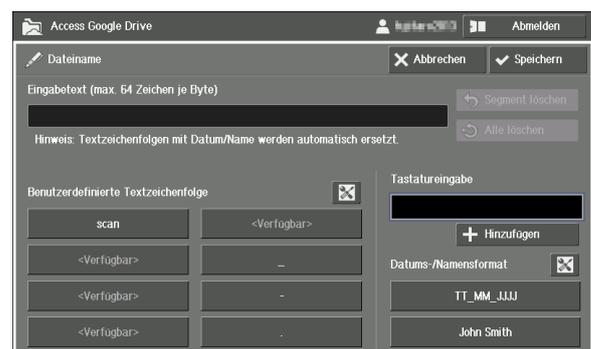 Access Google Drive
Abmelden
Dateiname
Abbrechen
Speichern
Eingabetext (max. 64 Zeichen je Byte)
Segment löschen
Alle löschen
Hinweis: Textzeichenfolgen mit Datum/Name werden automatisch ersetzt.
Benutzerdefinierte Textzeichenfolge
Tastatureingabe
scan
<Verfügbar>
Hinzufügen
<Verfügbar>
_
Datums-/Namensformat
<Verfügbar>
-
TT_MM_JJJJ
<Verfügbar>
.
John Smith